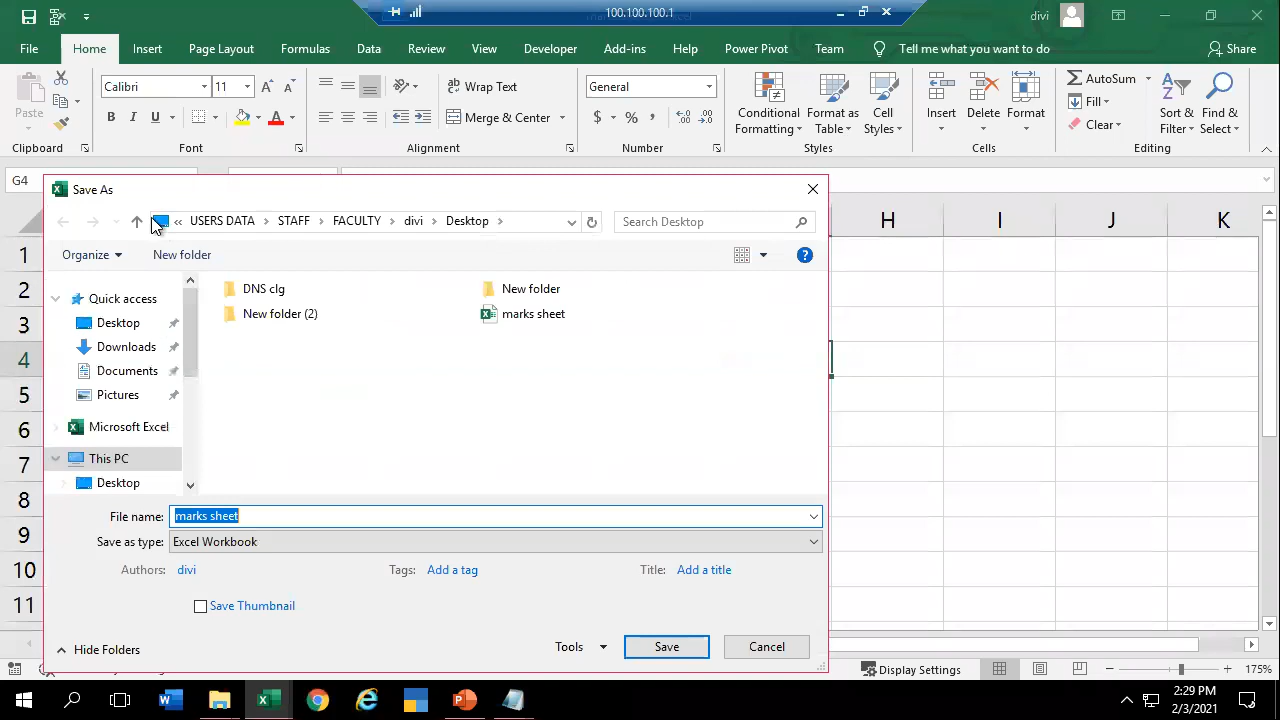 100.100.100.1
divi
File Home Insert Page Layout Formulas Data Review View Developer Add-ins Help Power Pivot Team Tell me what you want to do Share
Calibri 11 Wrap Text General AutoSum
Paste Merge & Center $ % Conditional Formatting Format as Table Cell Styles Insert Delete Format Fill Clear Sort & Filter Find & Select
Clipboard Font Alignment Number Styles Cells Editing
G4
Save As
« USERS DATA > STAFF > FACULTY > divi > Desktop >
Search Desktop
Organize New folder
Quick access
Desktop
Downloads
Documents
Pictures
Microsoft Excel
This PC
Desktop
DNS clg
New folder
New folder (2)
marks sheet
File name: marks sheet
Save as type: Excel Workbook
Authors: divi Tags: Add a tag Title: Add a title
Save Thumbnail
Hide Folders
Tools Save Cancel
H I J K
1
2
3
4
5
6
7
8
9
10
11
Display Settings
175%
2:29 PM
2/3/2021